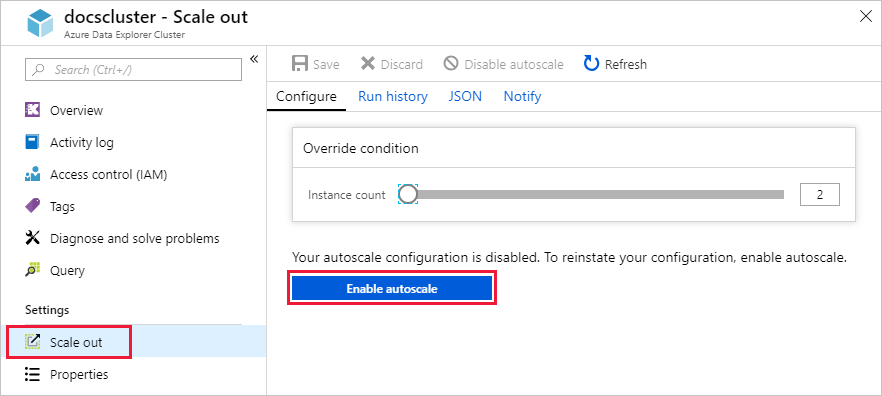 docscluster - Scale out
Azure Data Explorer Cluster
Search (Ctrl+/)
«
Overview
Activity log
Access control (IAM)
Tags
Diagnose and solve problems
Query
Settings
Scale out
Properties
Save Discard Disable autoscale Refresh
Configure Run history JSON Notify
Override condition
Instance count 2
Your autoscale configuration is disabled. To reinstate your configuration, enable autoscale.
Enable autoscale